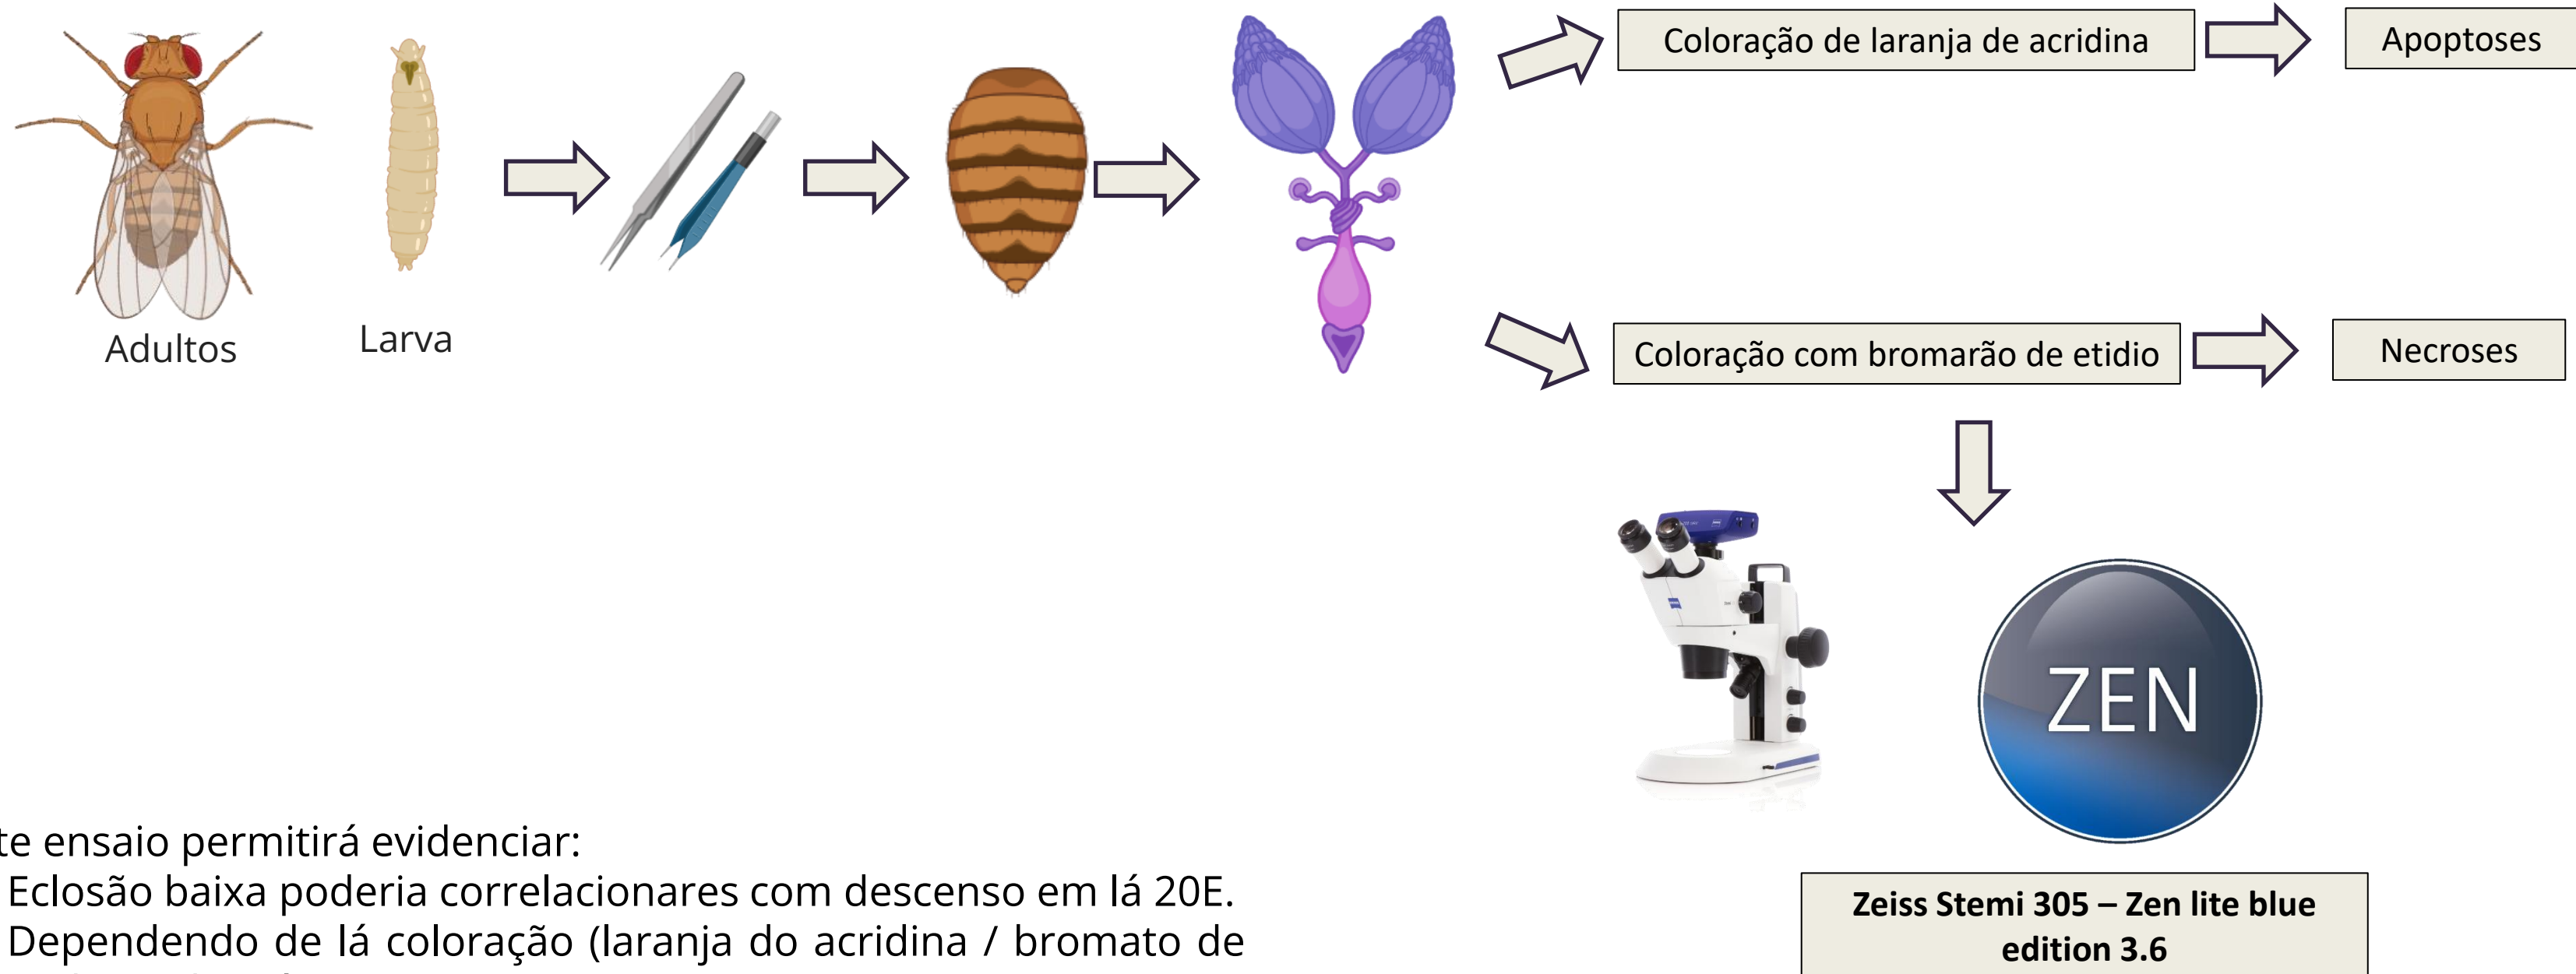 Coloração de laranja de acridina
Apoptoses
Adultos
Larva
Coloração com bromarão de etidio
Necroses
ZEN
te ensaio permitirá evidenciar:
Eclosão baixa poderia correlacionares com descenso em lá 20E.
Dependendo de lá coloração (laranja do acridina / bromato de
Zeiss Stemi 305 – Zen lite blue
edition 3.6